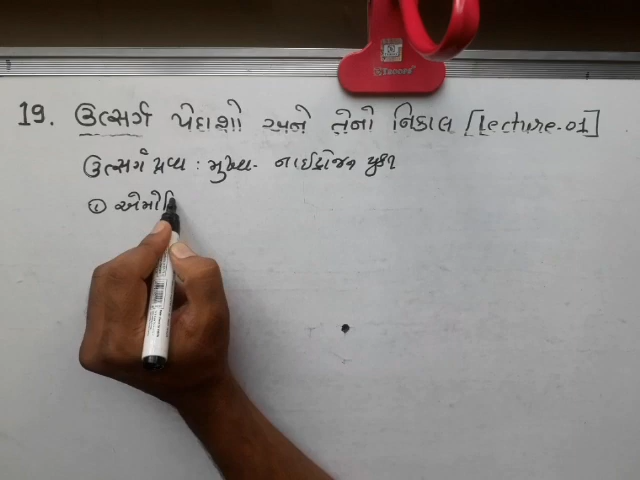 19. ઉત્સર્ગ પેદાશો અને તેનો નિકાલ [Lecture-01]
ઉત્સર્ગ દ્રવ્ય : મુખ્ય - નાઈટ્રોજન યુક્ત
① એમોિ